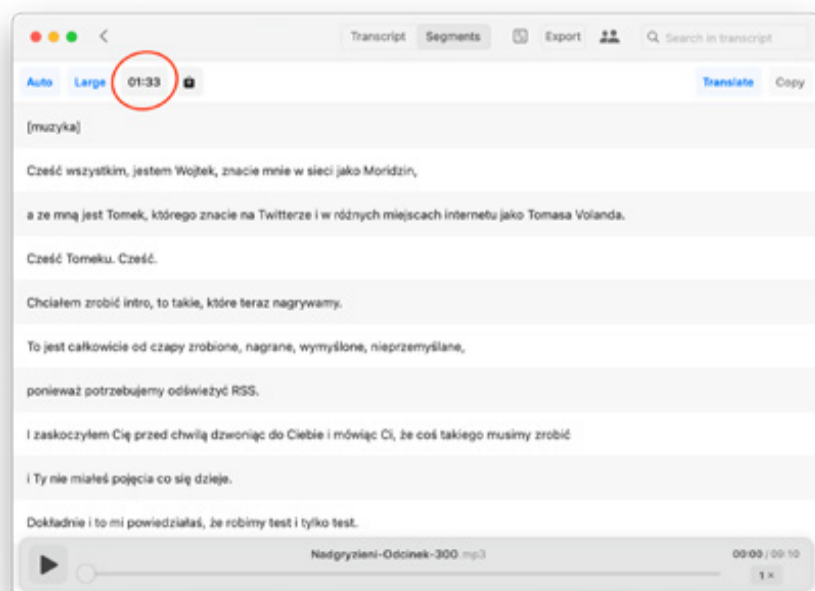 Transcript Segments Export Search in transcript
Auto Large 01:33 Translate Copy
[muzyka]
Cześć wszystkim, jestem Wojtek, znacie mnie w sieci jako Moridzin,
a ze mną jest Tomek, którego znacie na Twitterze i w różnych miejscach internetu jako Tomasa Volanda.
Cześć Tomeku. Cześć.
Chciałem zrobić intro, to takie, które teraz nagrywamy.
To jest całkowicie od czapy zrobione, nagrane, wymyślone, nieprzemyślane,
ponieważ potrzebujemy odświeżyć RSS.
I zaskoczyłem Cię przed chwilą dzwoniąc do Ciebie i mówiąc Ci, że coś takiego musimy zrobić
i Ty nie miałeś pojęcia co się dzieje.
Dokładnie i to mi powiedziałaś, że robimy test i tylko test.
Nadgryzieni-Odcinek-300.mp3 00:00 / 09:10
1×